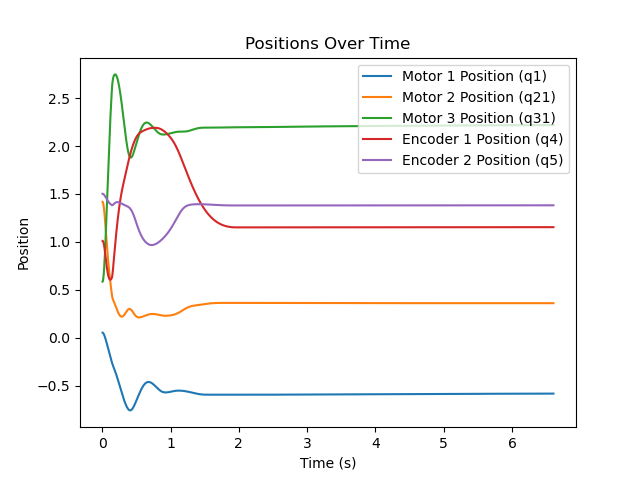 Positions Over Time
Motor 1 Position (q1)
Motor 2 Position (q21)
Motor 3 Position (q31)
Encoder 1 Position (q4)
Encoder 2 Position (q5)
Position
2.5
2.0
1.5
1.0
0.5
0.0
−0.5
0 1 2 3 4 5 6
Time (s)